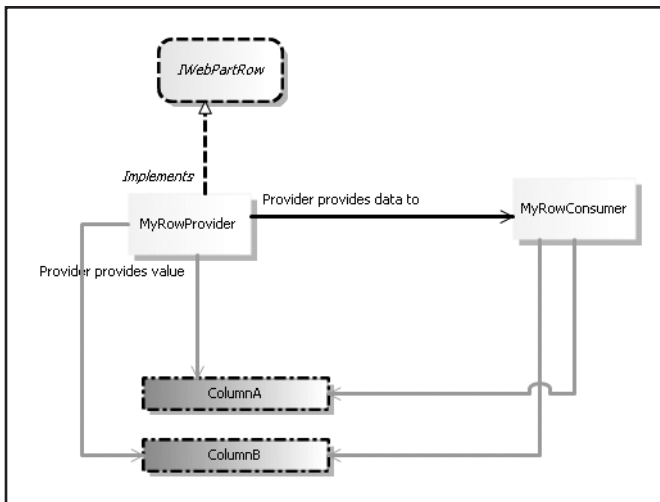 IWebPartRow
Implements
Provider provides data to
MyRowProvider
MyRowConsumer
Provider provides value
ColumnA
ColumnB